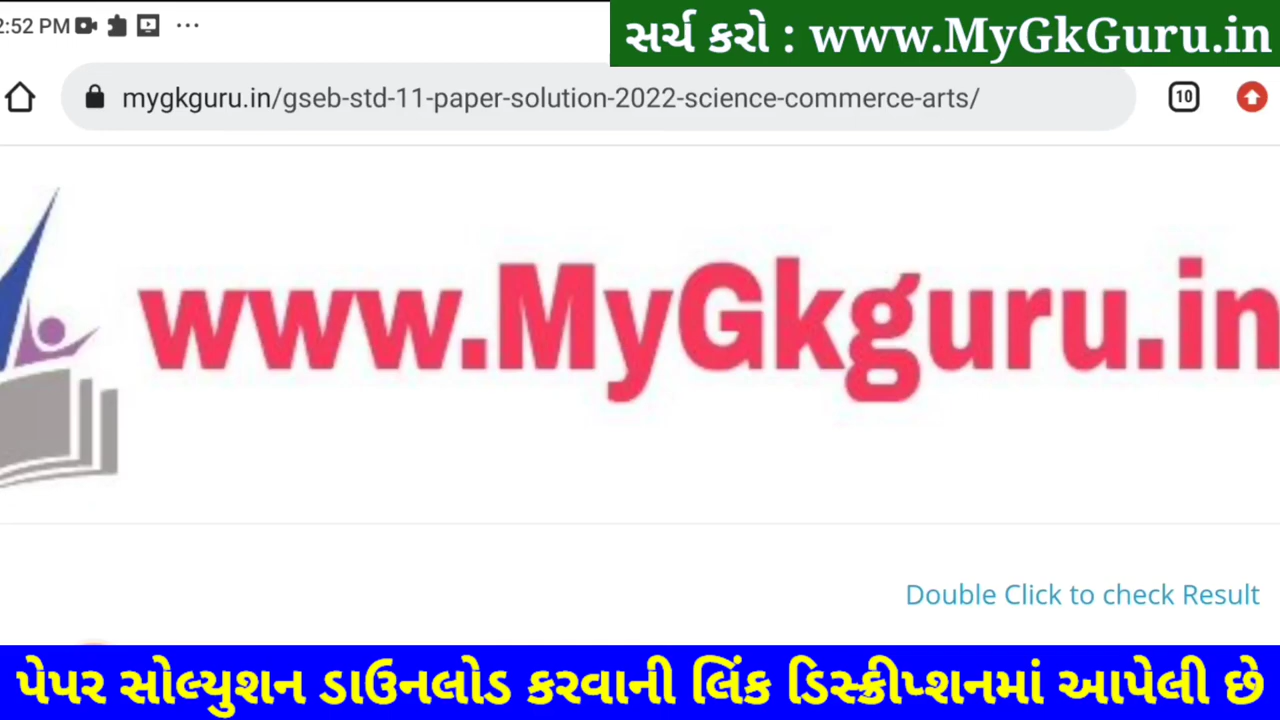 2:52 PM
સર્ચ કરો : www.MyGkGuru.in
mygkguru.in/gseb-std-11-paper-solution-2022-science-commerce-arts/
10
www.MyGkguru.in
Double Click to check Result
પેપર સોલ્યુશન ડાઉનલોડ કરવાની લિંક ડિસ્ક્રીપ્શનમાં આપેલી છે